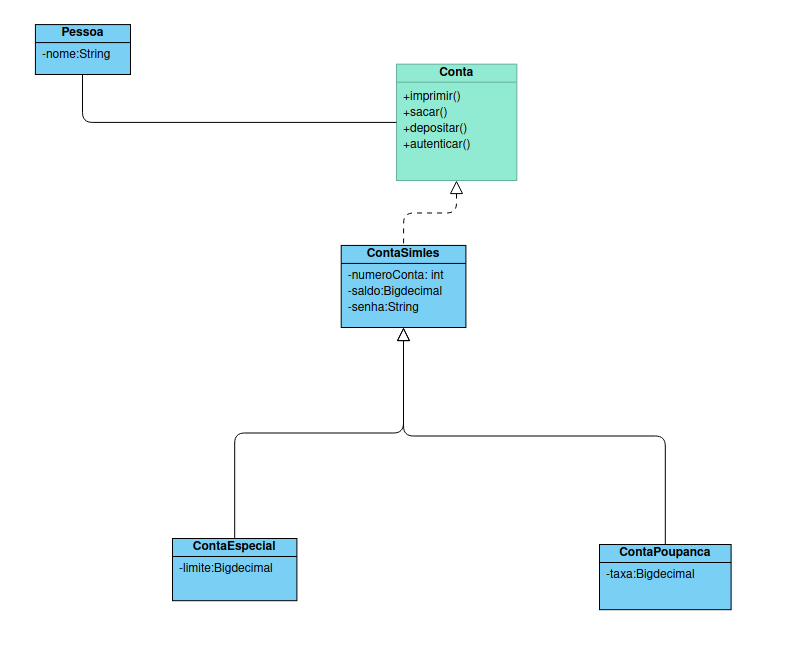 Pessoa
-nome:String
Conta
+imprimir()
+sacar()
+depositar()
+autenticar()
ContaSimles
-numeroConta: int
-saldo:Bigdecimal
-senha:String
ContaEspecial
-limite:Bigdecimal
ContaPoupanca
-taxa:Bigdecimal